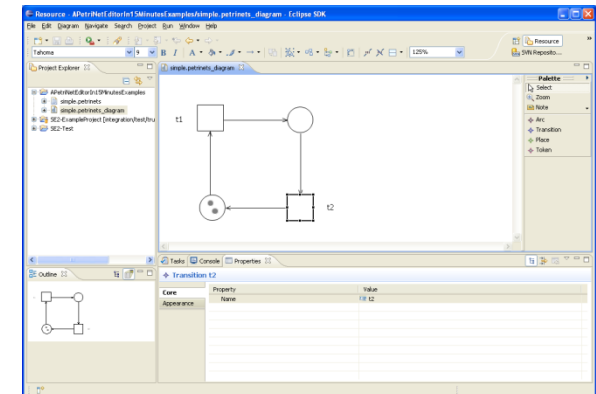 Resource - APetriNetEditorIn15MinutesExamples/simple.petrinets_diagram - Eclipse SDK
File Edit Diagram Navigate Search Project Run Window Help
Resource
Tahoma 9 B I A 125% SVN Reposito...
Project Explorer
simple.petrinets_diagram
APetriNetEditorIn15MinutesExamples
simple.petrinets
simple.petrinets_diagram
SE2-ExampleProject [integration/test/tru
SE2-Test
t1
t2
Palette
Select
Zoom
Note
Arc
Transition
Place
Token
Tasks Console Properties
Outline
Transition t2
Core
Appearance
Property Value
Name t2